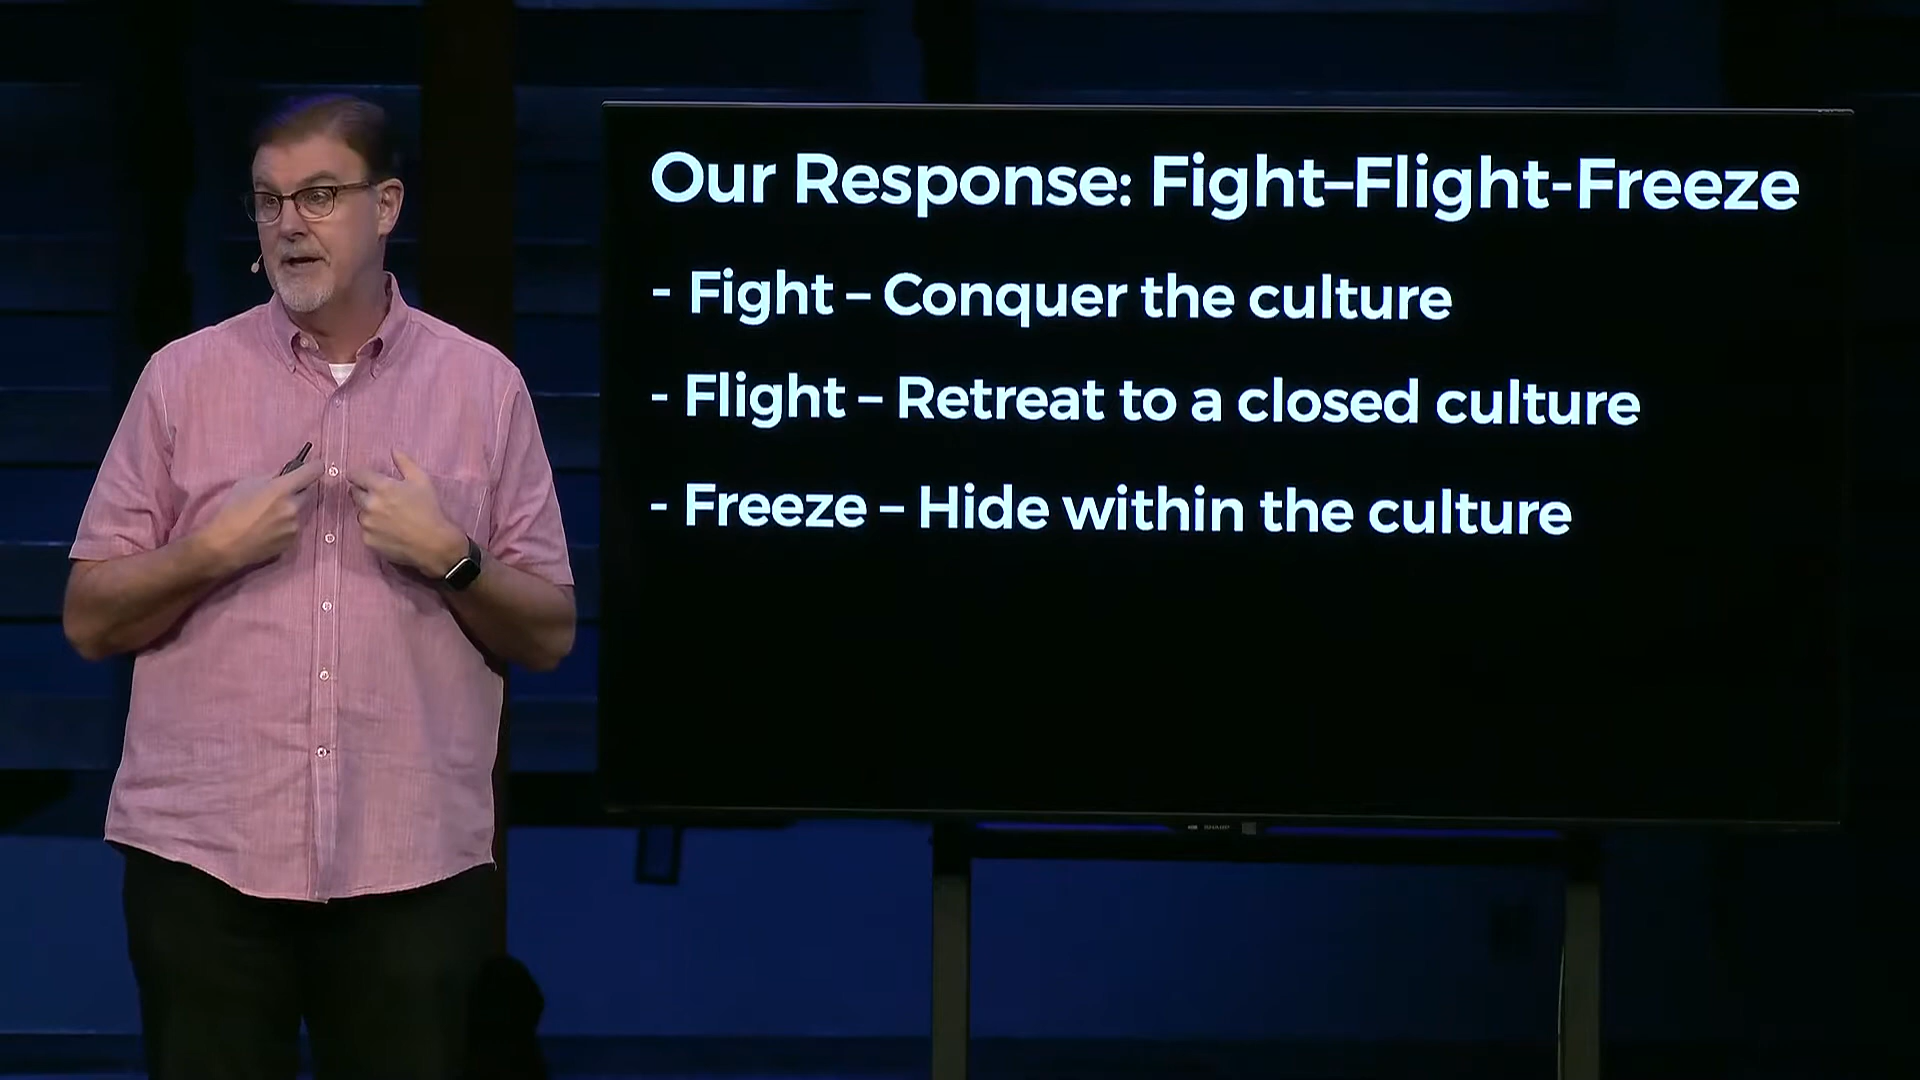 Our Response: Fight–Flight-Freeze
- Fight – Conquer the culture
- Flight – Retreat to a closed culture
- Freeze – Hide within the culture
SHARP